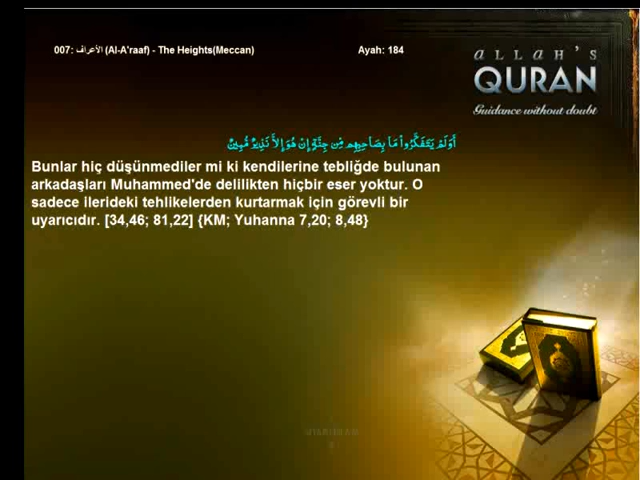 007: الأعراف (Al-A'raaf) - The Heights(Meccan) Ayah: 184
ALLAH'S
QURAN
Guidance without doubt
أَوَلَمْ يَتَفَكَّرُوا۟ مَا بِصَاحِبِهِم مِّن جِنَّةٍ إِنْ هُوَ إِلَّا نَذِيرٌ مُّبِينٌ
Bunlar hiç düşünmediler mi ki kendilerine tebliğde bulunan
arkadaşları Muhammed'de delilikten hiçbir eser yoktur. O
sadece ilerideki tehlikelerden kurtarmak için görevli bir
uyarıcıdır. [34,46; 81,22] {KM; Yuhanna 7,20; 8,48}